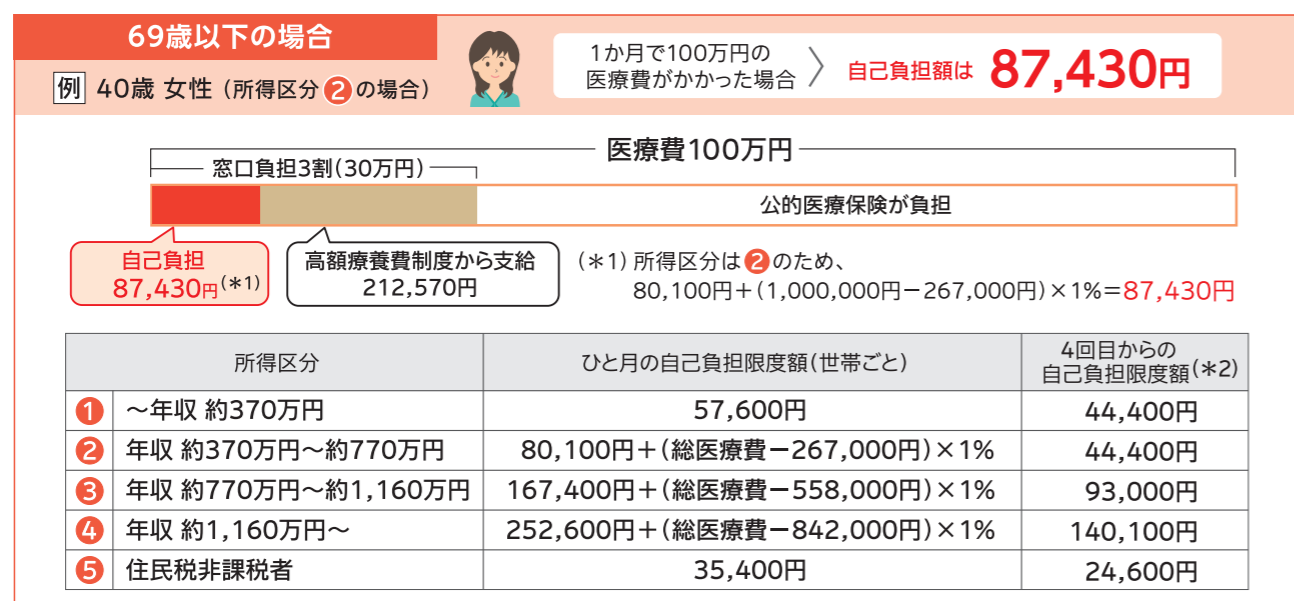 69歳以下の場合
例 40歳 女性（所得区分❷の場合）
1か月で100万円の
医療費がかかった場合
自己負担額は 87,430円
医療費100万円
窓口負担3割（30万円）
公的医療保険が負担
自己負担
87,430円（＊1）
高額療養費制度から支給
212,570円
（＊1）所得区分は❷のため、
80,100円＋（1,000,000円－267,000円）×1％＝87,430円
所得区分 ひと月の自己負担限度額（世帯ごと） 4回目からの
自己負担限度額（＊2）
❶ ～年収 約370万円 57,600円 44,400円
❷ 年収 約370万円～約770万円 80,100円＋（総医療費－267,000円）×1％ 44,400円
❸ 年収 約770万円～約1,160万円 167,400円＋（総医療費－558,000円）×1％ 93,000円
❹ 年収 約1,160万円～ 252,600円＋（総医療費－842,000円）×1％ 140,100円
❺ 住民税非課税者 35,400円 24,600円